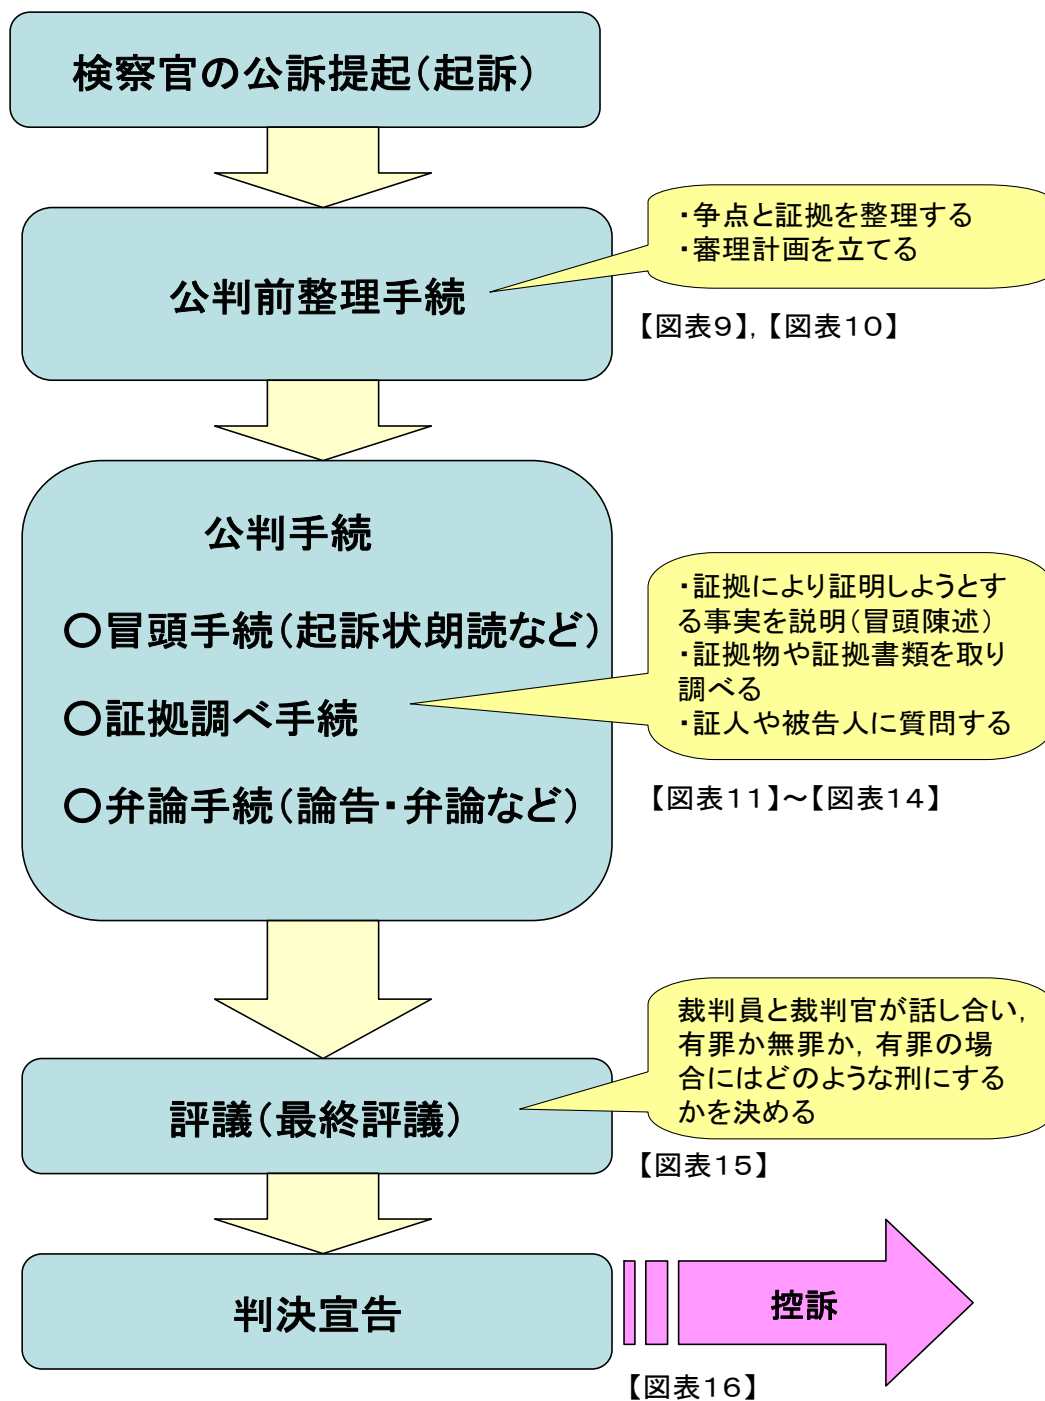 検察官の公訴提起(起訴)
公判前整理手続
・争点と証拠を整理する
・審理計画を立てる
【図表9】,【図表10】
公判手続
○冒頭手続(起訴状朗読など)
○証拠調べ手続
○弁論手続(論告・弁論など)
・証拠により証明しようとす
る事実を説明(冒頭陳述)
・証拠物や証拠書類を取り
調べる
・証人や被告人に質問する
【図表11】~【図表14】
評議(最終評議)
裁判員と裁判官が話し合い,
有罪か無罪か,有罪の場
合にはどのような刑にする
かを決める
【図表15】
判決宣告
控訴
【図表16】